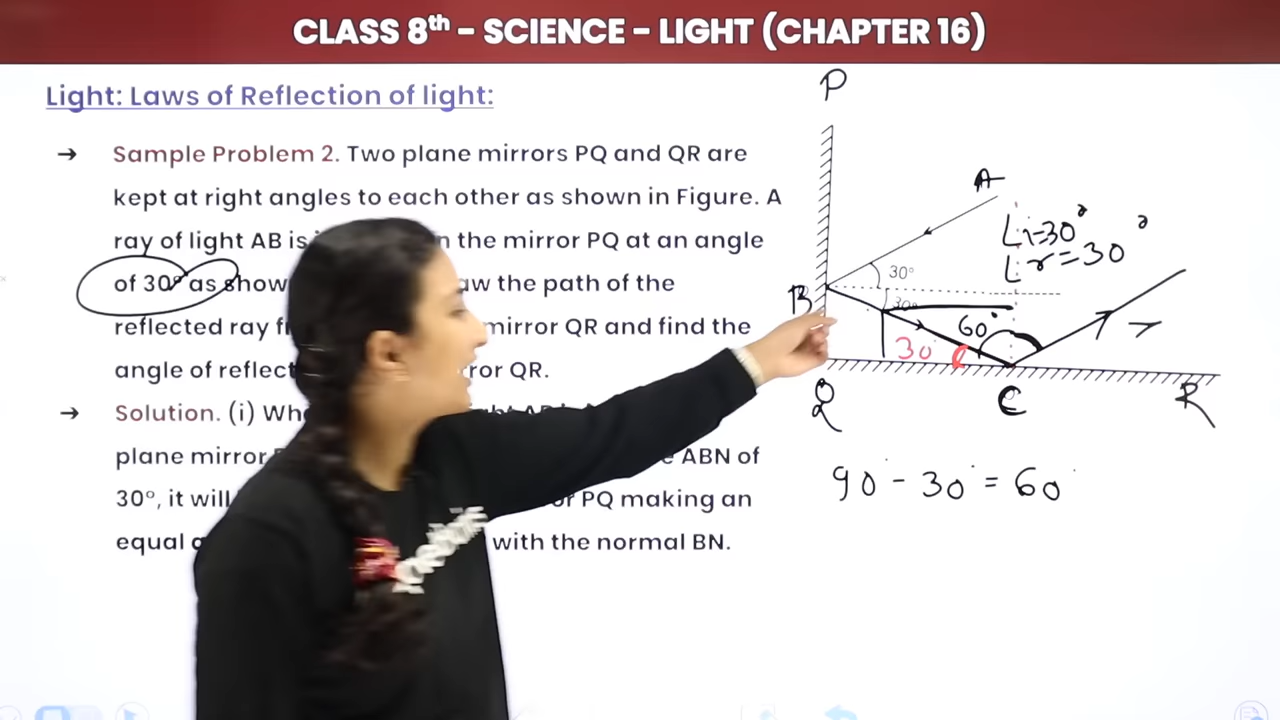 CLASS 8th – SCIENCE – LIGHT (CHAPTER 16)
Light: Laws of Reflection of light:
→ Sample Problem 2. Two plane mirrors PQ and QR are
kept at right angles to each other as shown in Figure. A
ray of light AB is in the mirror PQ at an angle
of 30° as show aw the path of the
reflected ray mirror QR and find the
angle of reflec ror QR.
→ Solution. (i)
plane mirror ABN of
30°, it will PQ making an
equal with the normal BN.
P
A
∠i=30°
∠r=30°
30°
B
30°
60°
30
Q
C
R
90° - 30° = 60°